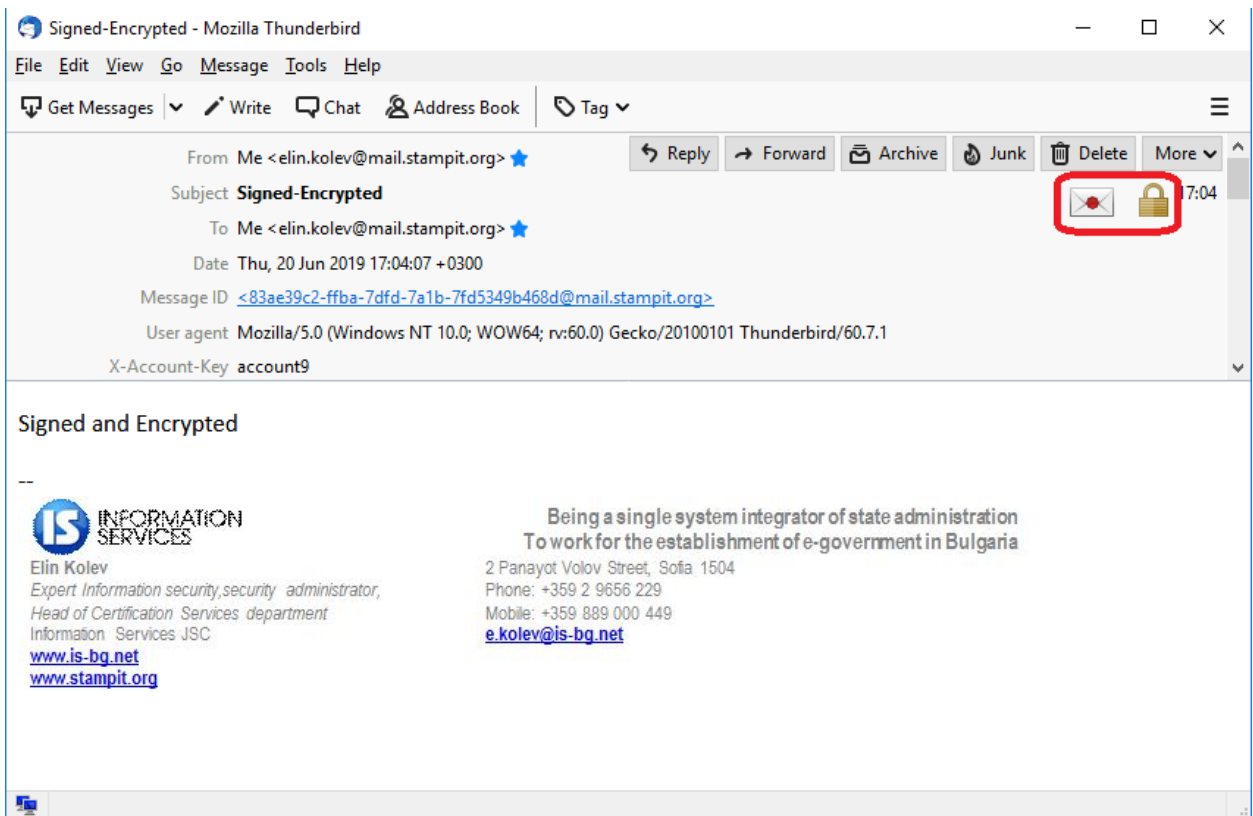 Signed-Encrypted - Mozilla Thunderbird
File Edit View Go Message Tools Help
Get Messages Write Chat Address Book Tag
From Me <elin.kolev@mail.stampit.org> Reply Forward Archive Junk Delete More
Subject Signed-Encrypted 17:04
To Me <elin.kolev@mail.stampit.org>
Date Thu, 20 Jun 2019 17:04:07 +0300
Message ID <83ae39c2-ffba-7dfd-7a1b-7fd5349b468d@mail.stampit.org>
User agent Mozilla/5.0 (Windows NT 10.0; WOW64; rv:60.0) Gecko/20100101 Thunderbird/60.7.1
X-Account-Key account9
Signed and Encrypted
--
IS INFORMATION
SERVICES
Being a single system integrator of state administration
To work for the establishment of e-government in Bulgaria
Elin Kolev
Expert Information security,security administrator,
Head of Certification Services department
Information Services JSC
www.is-bg.net
www.stampit.org
2 Panayot Volov Street, Sofia 1504
Phone: +359 2 9656 229
Mobile: +359 889 000 449
e.kolev@is-bg.net